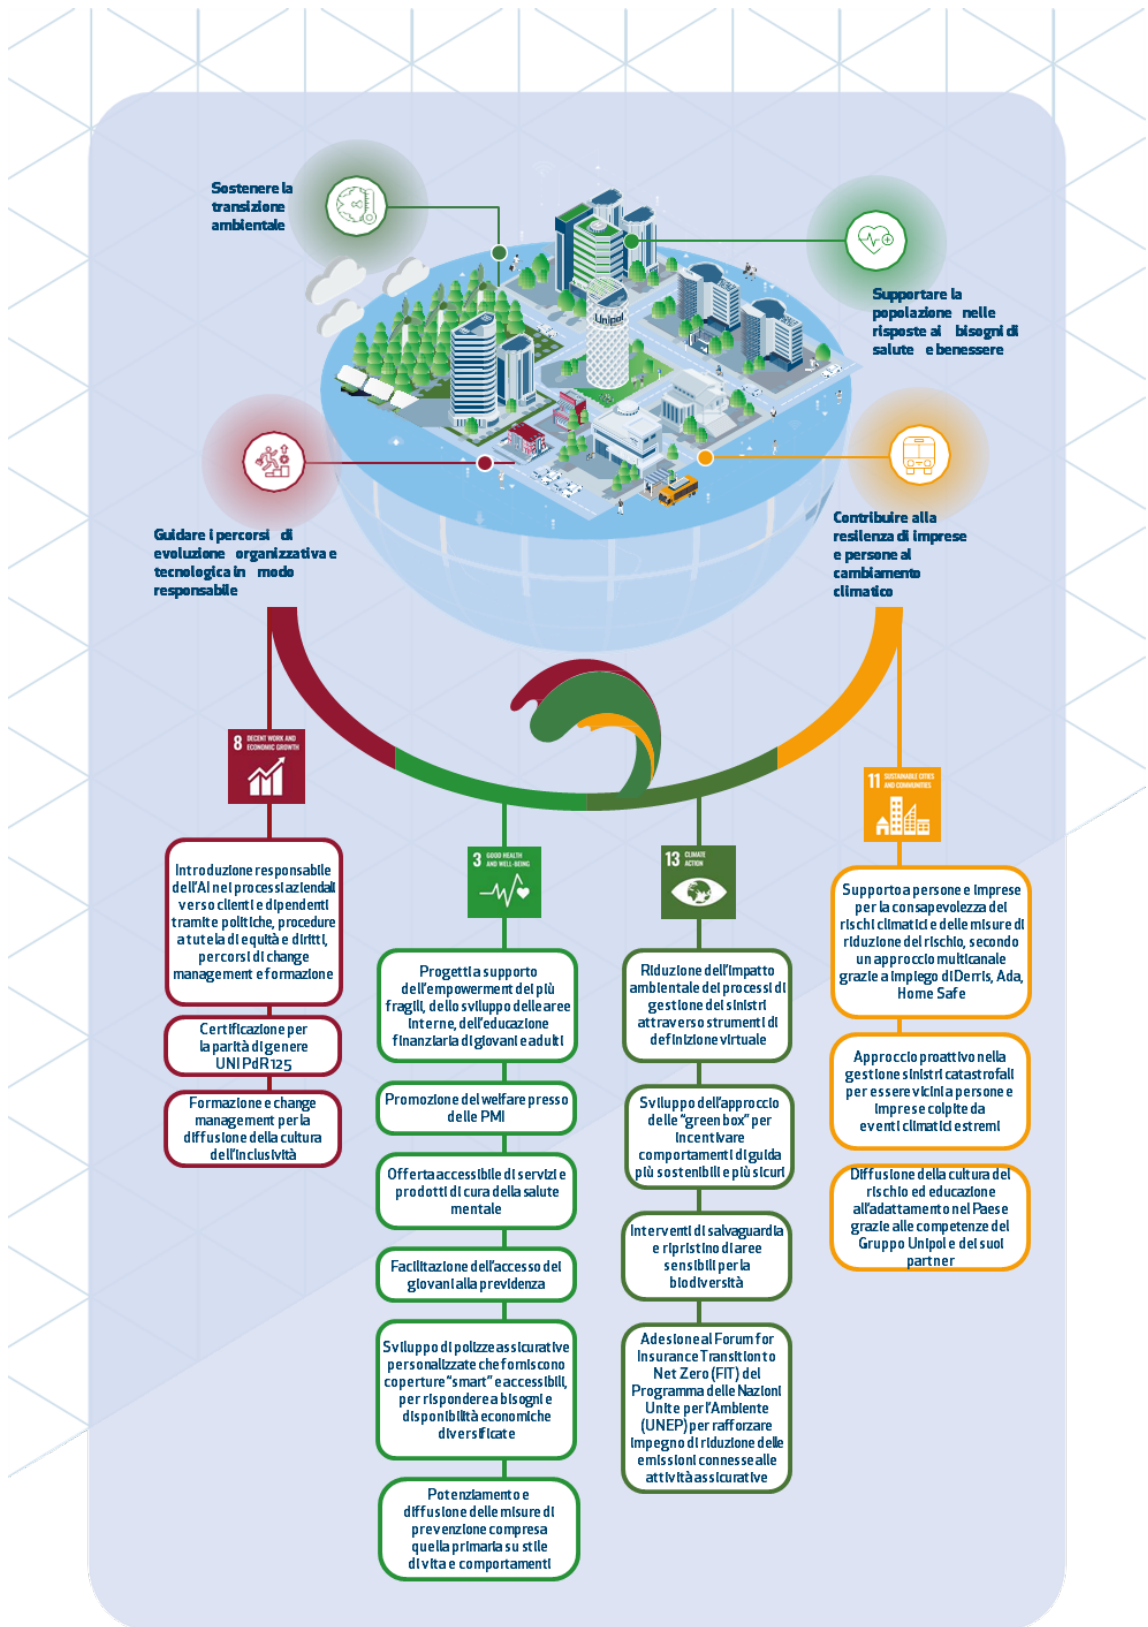 Sostenere la
transizione
ambientale
Unipol
Supportare la
popolazione nelle
risposte ai bisogni di
salute e benessere
Guidare i percorsi di
evoluzione organizzativa e
tecnologica in modo
responsabile
Contribuire alla
resilenza di imprese
e persone al
cambiamento
climatico
8 DECENT WORK AND
ECONOMIC GROWTH
Introduzione responsabile
dell'AI nei processi aziendali
verso clienti e dipendenti
tramite politiche, procedure
a tutela di equità e diritti,
percorsi di change
management e formazione
Certificazione per
la parità di genere
UNI PdR 125
Formazione e change
management per la
diffusione della cultura
dell'inclusività
3 GOOD HEALTH
AND WELL-BEING
Progetti a supporto
dell'empowerment dei più
fragili, dello sviluppo delle aree
interne, dell'educazione
finanziaria di giovani e adulti
Promozione del welfare presso
delle PMI
Offerta accessibile di servizi e
prodotti di cura della salute
mentale
Facilitazione dell'accesso dei
giovani alla previdenza
Sviluppo di polizze assicurative
personalizzate che forniscono
coperture "smart" e accessibili,
per rispondere a bisogni e
disponibilità economiche
diversificate
Potenziamento e
diffusione delle misure di
prevenzione compresa
quella primaria su stile
di vita e comportamenti
13 CLIMATE
ACTION
Riduzione dell'impatto
ambientale dei processi di
gestione dei sinistri
attraverso strumenti di
definizione virtuale
Sviluppo dell'approccio
delle "green box" per
incentivare
comportamenti di guida
più sostenibili e più sicuri
Interventi di salvaguardia
e ripristino di aree
sensibili per la
biodiversità
Adesione al Forum for
Insurance Transition to
Net Zero (FIT) del
Programma delle Nazioni
Unite per l'Ambiente
(UNEP) per rafforzare
impegno di riduzione delle
emissioni connesse alle
attività assicurative
11 SUSTAINABLE CITIES
AND COMMUNITIES
Supporto a persone e imprese
per la consapevolezza dei
rischi climatici e delle misure di
riduzione del rischio, secondo
un approccio multicanale
grazie a impiego di Derris, Ada,
Home Safe
Approccio proattivo nella
gestione sinistri catastrofali
per essere vicini a persone e
imprese colpite da
eventi climatici estremi
Diffusione della cultura del
rischio ed educazione
all'adattamento nel Paese
grazie alle competenze del
Gruppo Unipol e dei suoi
partner